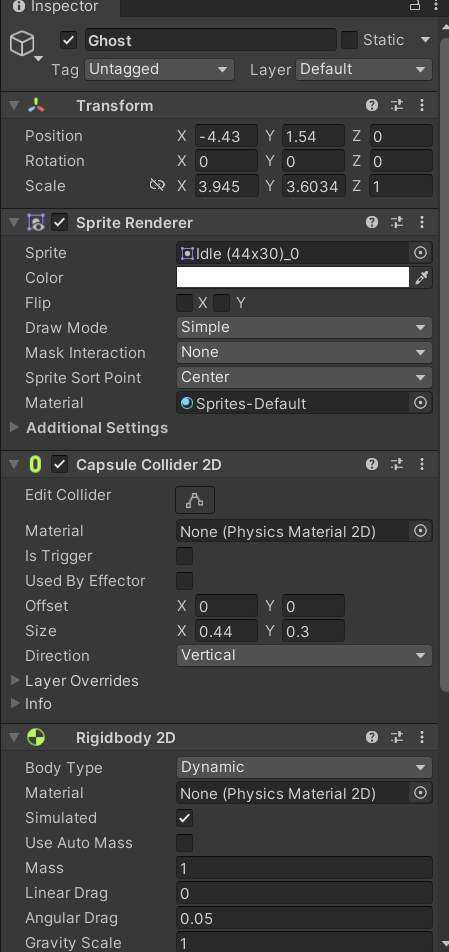 Inspector
Ghost Static
Tag Untagged Layer Default
Transform
Position X -4.43 Y 1.54 Z 0
Rotation X 0 Y 0 Z 0
Scale X 3.945 Y 3.6034 Z 1
Sprite Renderer
Sprite Idle (44x30)_0
Color
Flip X Y
Draw Mode Simple
Mask Interaction None
Sprite Sort Point Center
Material Sprites-Default
Additional Settings
Capsule Collider 2D
Edit Collider
Material None (Physics Material 2D)
Is Trigger
Used By Effector
Offset X 0 Y 0
Size X 0.44 Y 0.3
Direction Vertical
Layer Overrides
Info
Rigidbody 2D
Body Type Dynamic
Material None (Physics Material 2D)
Simulated
Use Auto Mass
Mass 1
Linear Drag 0
Angular Drag 0.05
Gravity Scale 1